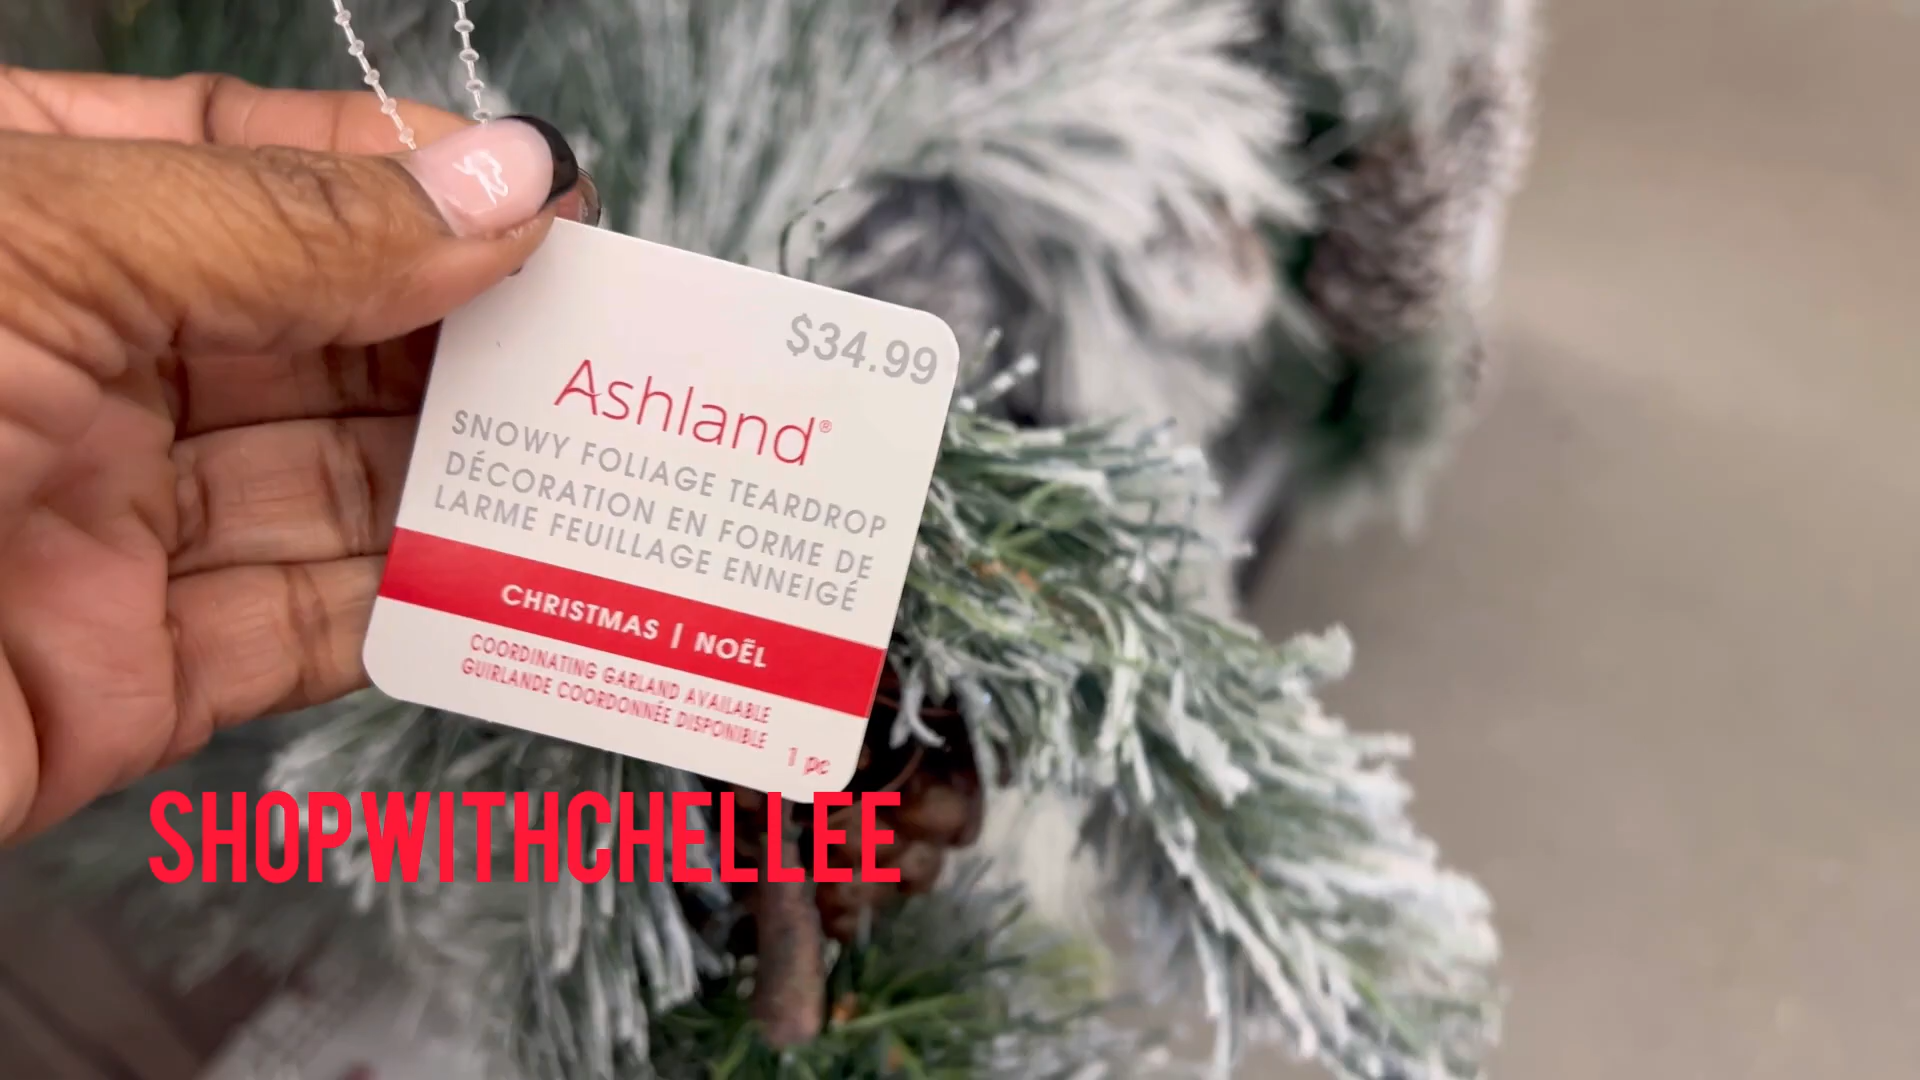 $34.99
Ashland®
SNOWY FOLIAGE TEARDROP
DÉCORATION EN FORME DE
LARME FEUILLAGE ENNEIGÉ
CHRISTMAS | NOËL
COORDINATING GARLAND AVAILABLE
GUIRLANDE COORDONNÉE DISPONIBLE
1 pc
SHOPWITHCHELLEE